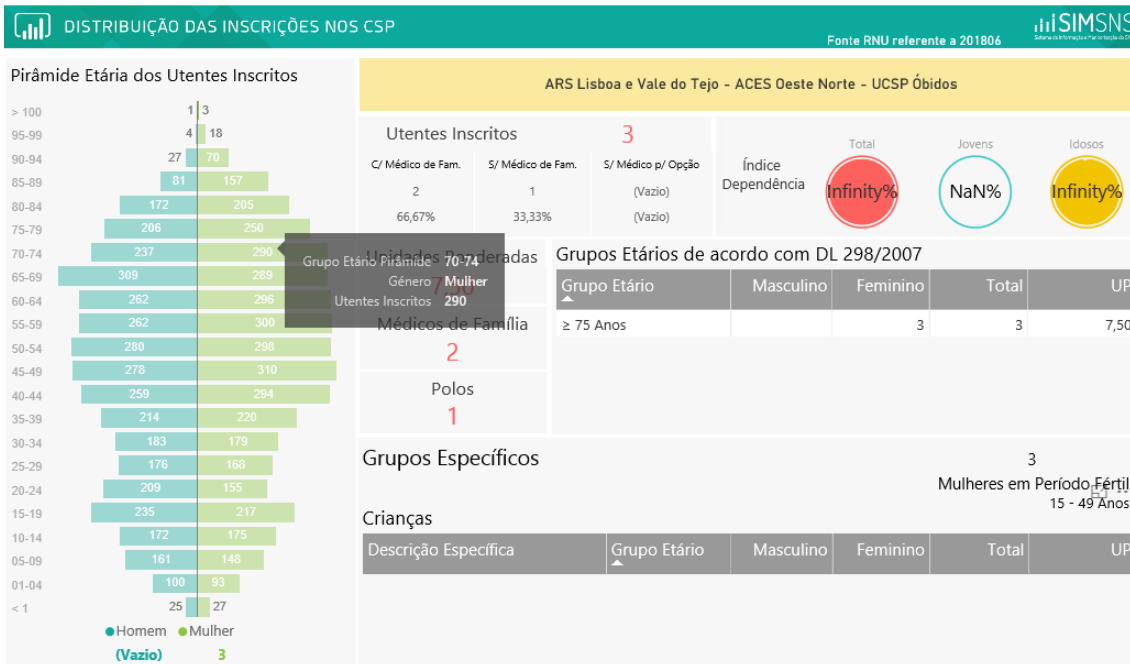 DISTRIBUIÇÃO DAS INSCRIÇÕES NOS CSP
Fonte RNU referente a 201806
SIMSNS
Pirâmide Etária dos Utentes Inscritos
> 100 1 3
95-99 4 18
90-94 27 70
85-89 81 157
80-84 172 205
75-79 206 250
70-74 237 290
65-69 309 289
60-64 262 296
55-59 262 300
50-54 280 298
45-49 278 310
40-44 259 294
35-39 214 220
30-34 183 179
25-29 176 168
20-24 209 155
15-19 235 217
10-14 172 175
05-09 161 148
01-04 100 93
< 1 25 27
Homem Mulher
(Vazio) 3
Grupo Etário Pirâmide 70-74
Género Mulher
Utentes Inscritos 290
ARS Lisboa e Vale do Tejo - ACES Oeste Norte - UCSP Óbidos
Utentes Inscritos 3
C/ Médico de Fam. S/ Médico de Fam. S/ Médico p/ Opção
2 1 (Vazio)
66,67% 33,33% (Vazio)
Índice
Dependência
Total Jovens Idosos
Infinity% NaN% Infinity%
Unidades Ponderadas
7,50
Médicos de Família
2
Polos
1
Grupos Etários de acordo com DL 298/2007
Grupo Etário Masculino Feminino Total UP
≥ 75 Anos 3 3 7,50
Grupos Específicos
3
Mulheres em Período Fértil
15 - 49 Anos
Crianças
Descrição Específica Grupo Etário Masculino Feminino Total UP